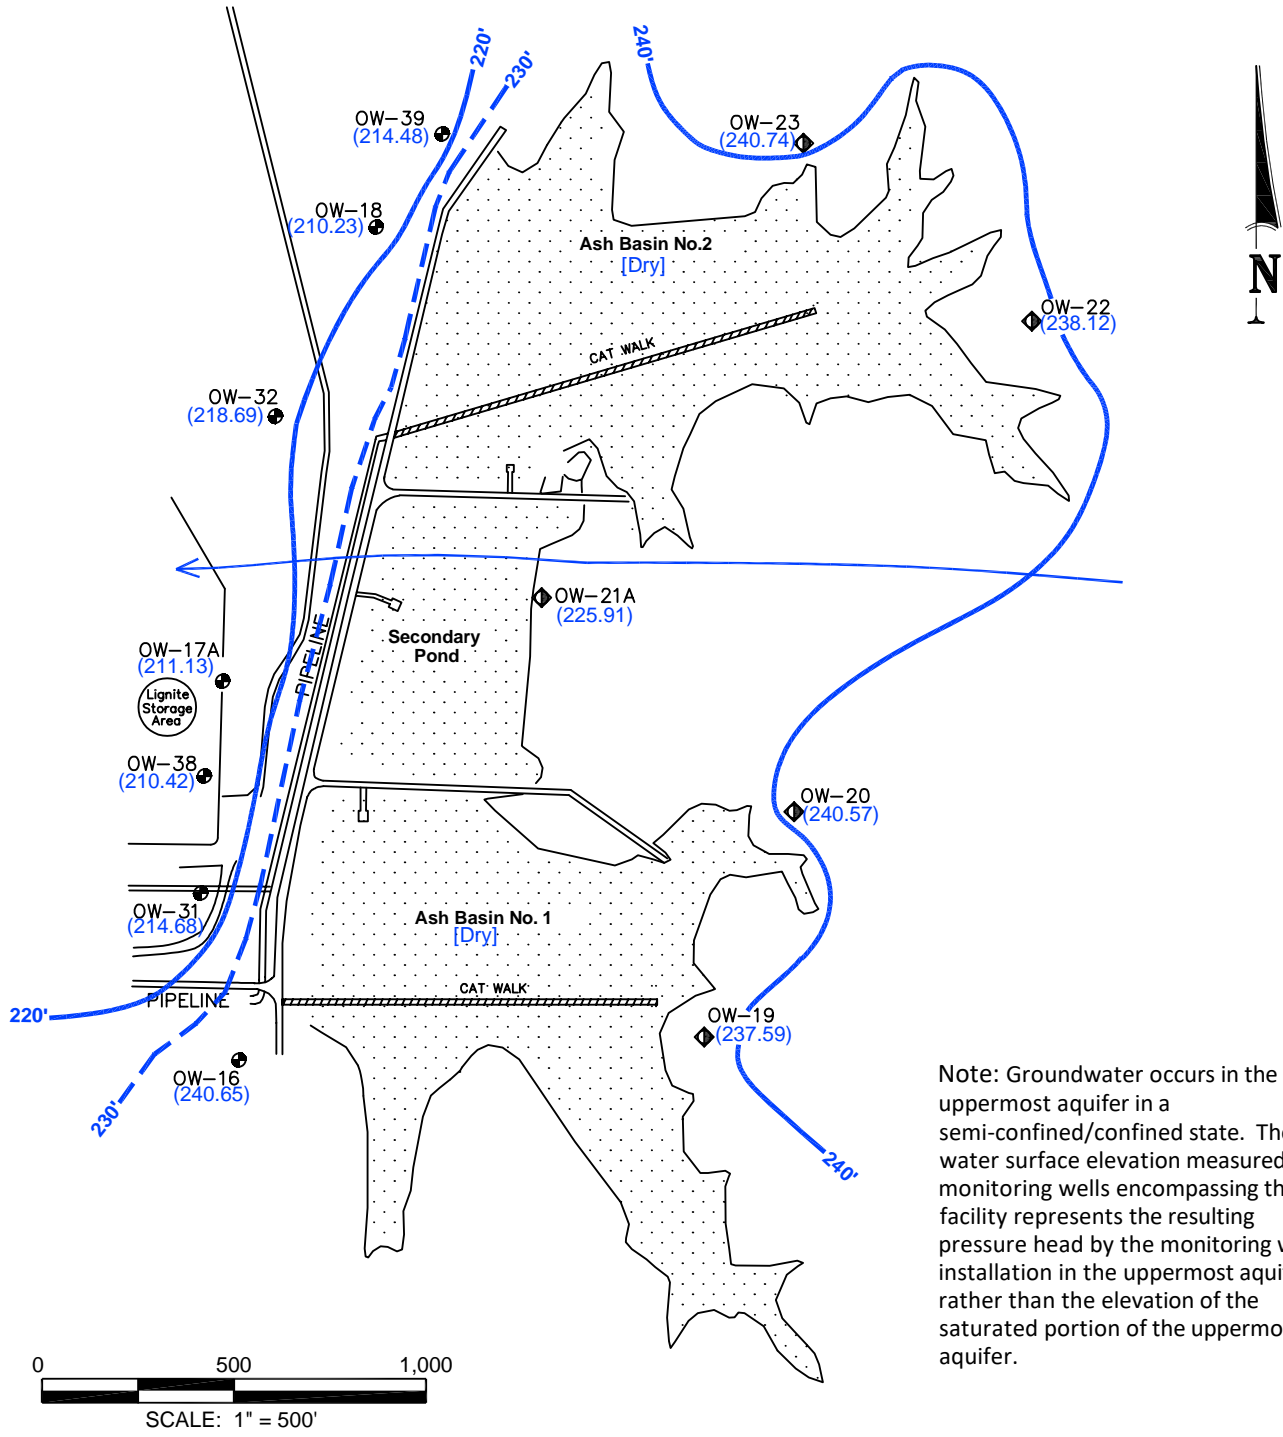 220'
230'
240'
OW-39
(214.48)
OW-23
(240.74)
OW-18
(210.23)
Ash Basin No.2
[Dry]
N
OW-22
(238.12)
CAT WALK
OW-32
(218.69)
OW-21A
(225.91)
PIPELINE
Secondary
Pond
OW-17A
(211.13)
Lignite
Storage
Area
OW-38
(210.42)
OW-20
(240.57)
OW-31
(214.68)
Ash Basin No. 1
[Dry]
CAT WALK
PIPELINE
220'
OW-19
(237.59)
OW-16
(240.65)
230'
240'
Note: Groundwater occurs in the
uppermost aquifer in a
semi-confined/confined state. The
water surface elevation measured
monitoring wells encompassing th
facility represents the resulting
pressure head by the monitoring w
installation in the uppermost aqui
rather than the elevation of the
saturated portion of the uppermo
aquifer.
0 500 1,000
SCALE: 1" = 500'